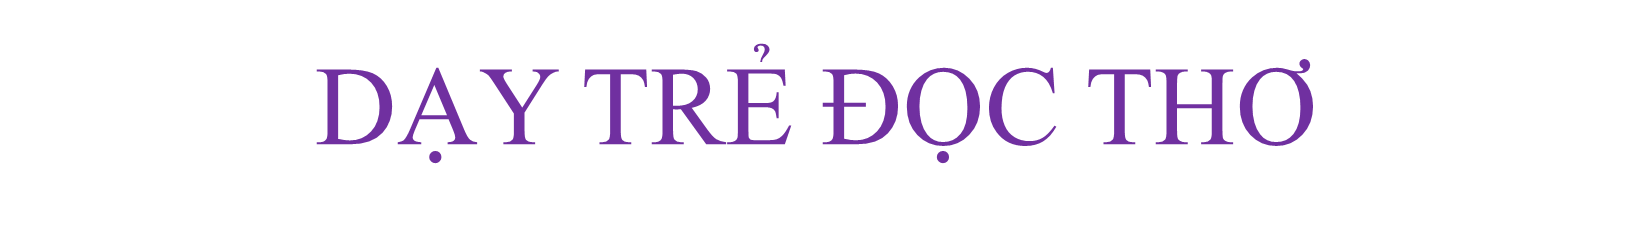 DẠY TRẺ ĐỌC THƠ